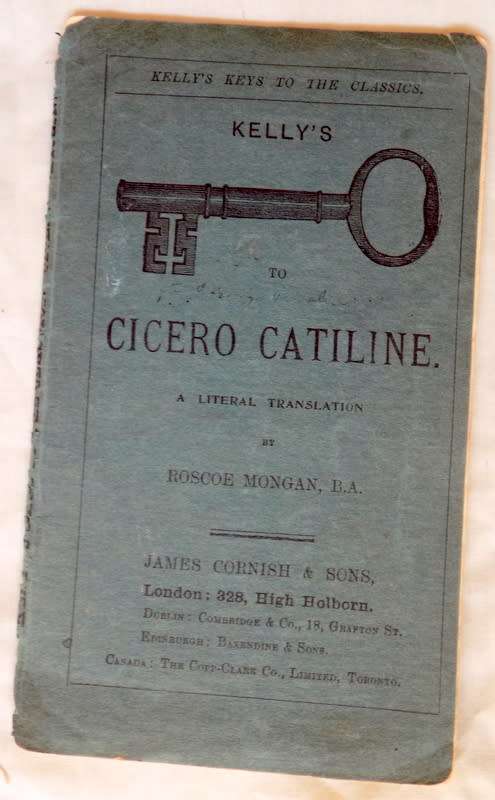 KELLY'S KEYS TO THE CLASSICS.
KELLY'S
TO
CICERO CATILINE.
A LITERAL TRANSLATION
BY
ROSCOE MONGAN, B.A.
JAMES CORNISH & SONS,
London: 328, High Holborn.
DUBLIN: COMBRIDGE & CO., 18, GRAFTON ST.
EDINBURGH: BAXENDINE & SONS.
CANADA: THE COPP-CLARK CO., LIMITED, TORONTO.